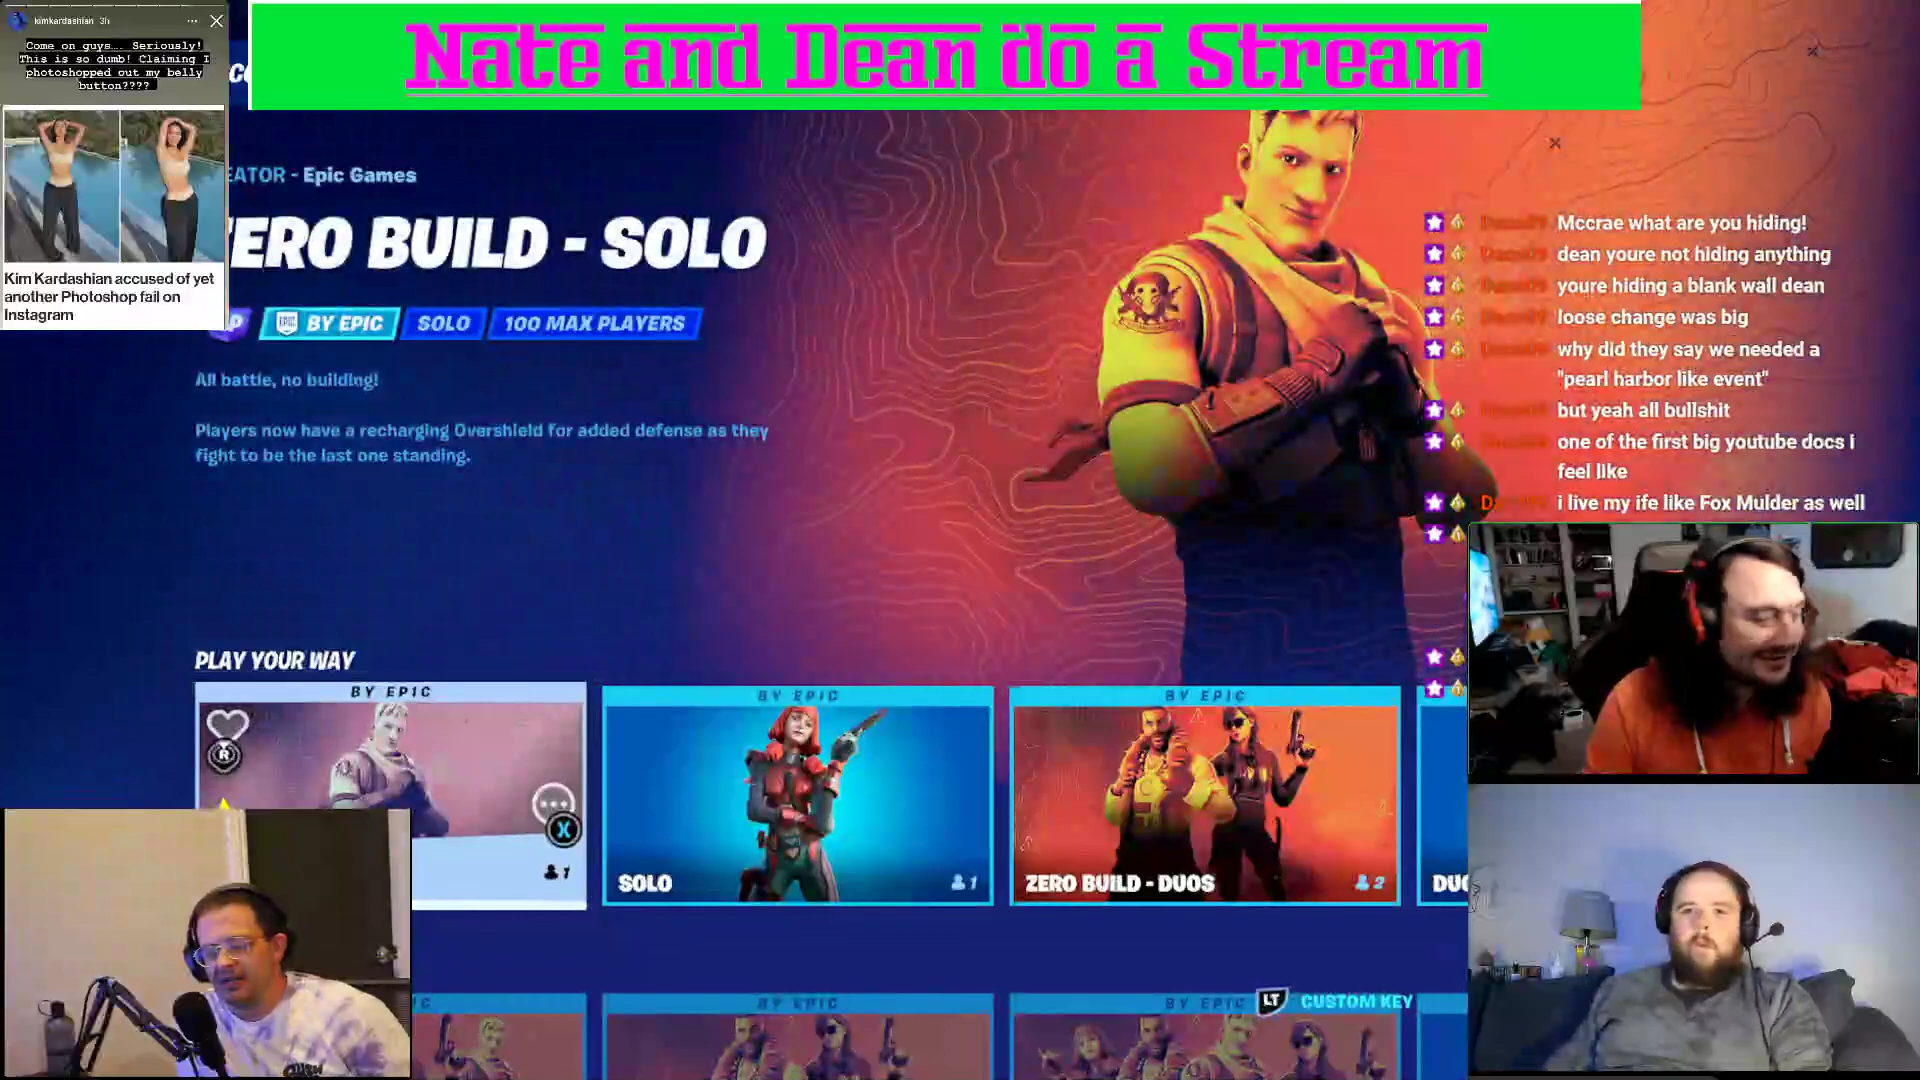 kimkardashian 3h
Come on guys.... Seriously!
This is so dumb! Claiming I
photoshopped out my belly
button????
Kim Kardashian accused of yet
another Photoshop fail on
Instagram
Nate and Dean do a Stream
EATOR - Epic Games
ERO BUILD - SOLO
BY EPIC
SOLO
100 MAX PLAYERS
All battle, no building!
Players now have a recharging Overshield for added defense as they
fight to be the last one standing.
Mccrae what are you hiding!
dean youre not hiding anything
youre hiding a blank wall dean
loose change was big
why did they say we needed a
"pearl harbor like event"
but yeah all bullshit
one of the first big youtube docs i
feel like
i live my ife like Fox Mulder as well
PLAY YOUR WAY
BY EPIC
R
X
1
BY EPIC
SOLO
1
BY EPIC
ZERO BUILD - DUOS
2
DUO
BY EPIC
BY EPIC
LT CUSTOM KEY